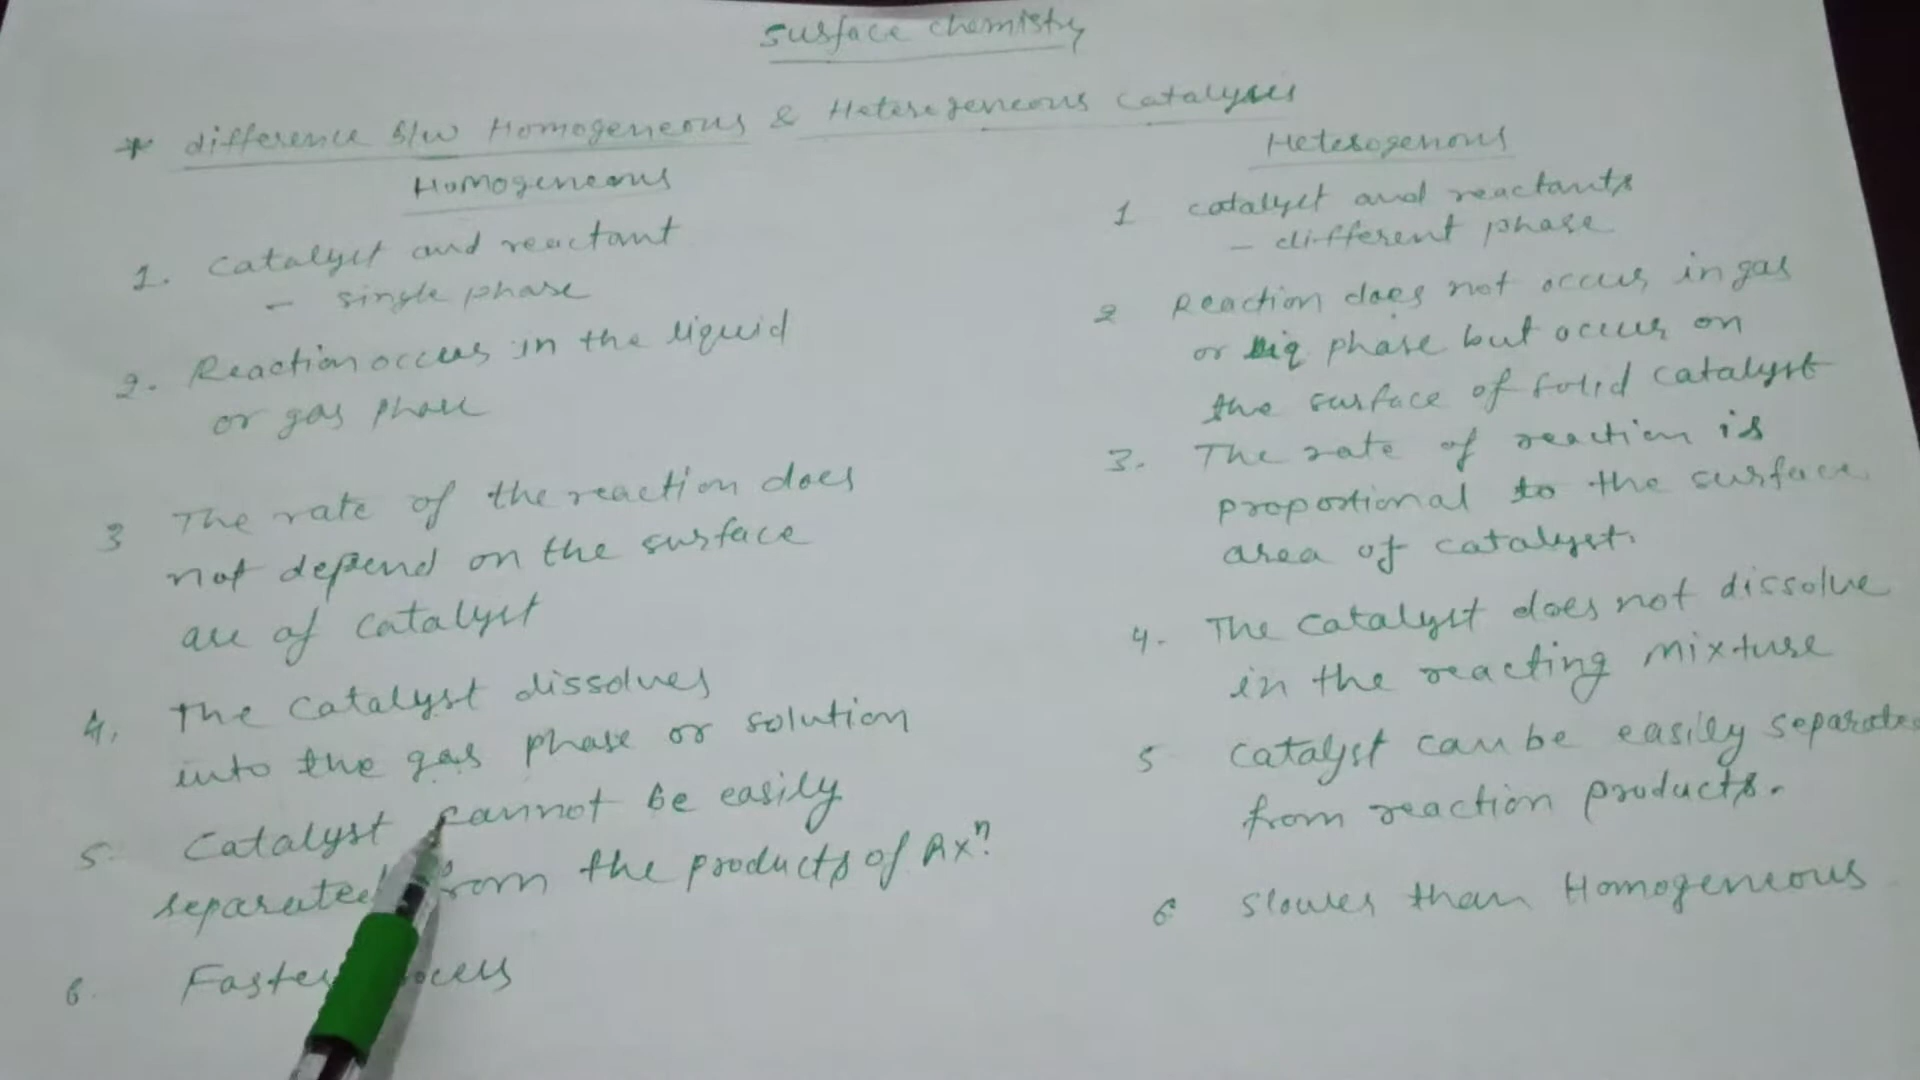 surface chemistry
* difference b/w Homogeneous & Heterogeneous catalyses
Homogeneous
1. catalyst and reactant
- single phase
2. Reaction occurs in the liquid
or gas phase
3 The rate of the reaction does
not depend on the surface
are of catalyst
4. The catalyst dissolves
into the gas phase or solution
5. Catalyst cannot be easily
separated from the products of Rxn.
6. Faster
Heterogenous
1 catalyst and reactants
- different phase
2 Reaction does not occurs in gas
or liq phase but occurs on
the surface of solid catalyst
3. The rate of reaction is
proportional to the surface
area of catalyst.
4. The catalyst does not dissolve
in the reacting mixture
5 catalyst can be easily separated
from reaction products.
6 slower than Homogeneous